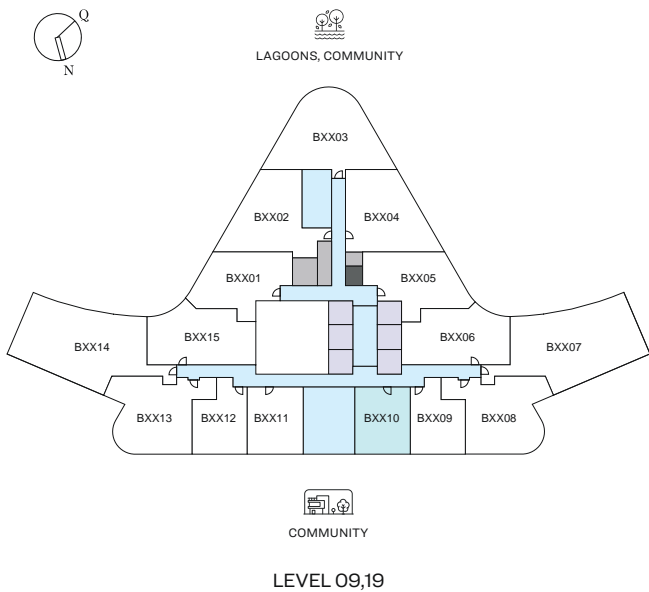 Q
N
LAGOONS, COMMUNITY
BXX03
BXX02 BXX04
BXX01 BXX05
BXX14 BXX15 BXX06 BXX07
BXX13 BXX12 BXX11 BXX10 BXX09 BXX08
COMMUNITY
LEVEL 09,19